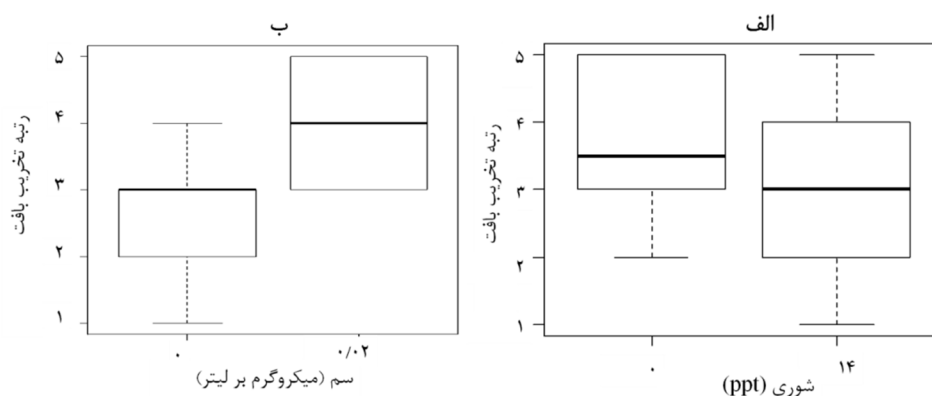 الف
۵
۴
۳
۲
۱
رتبه تخریب بافت
۰
۱۴
شوری (ppt)
ب
۵
۴
۳
۲
۱
رتبه تخریب بافت
۰
۰/۰۲
سم (میکروگرم بر لیتر)